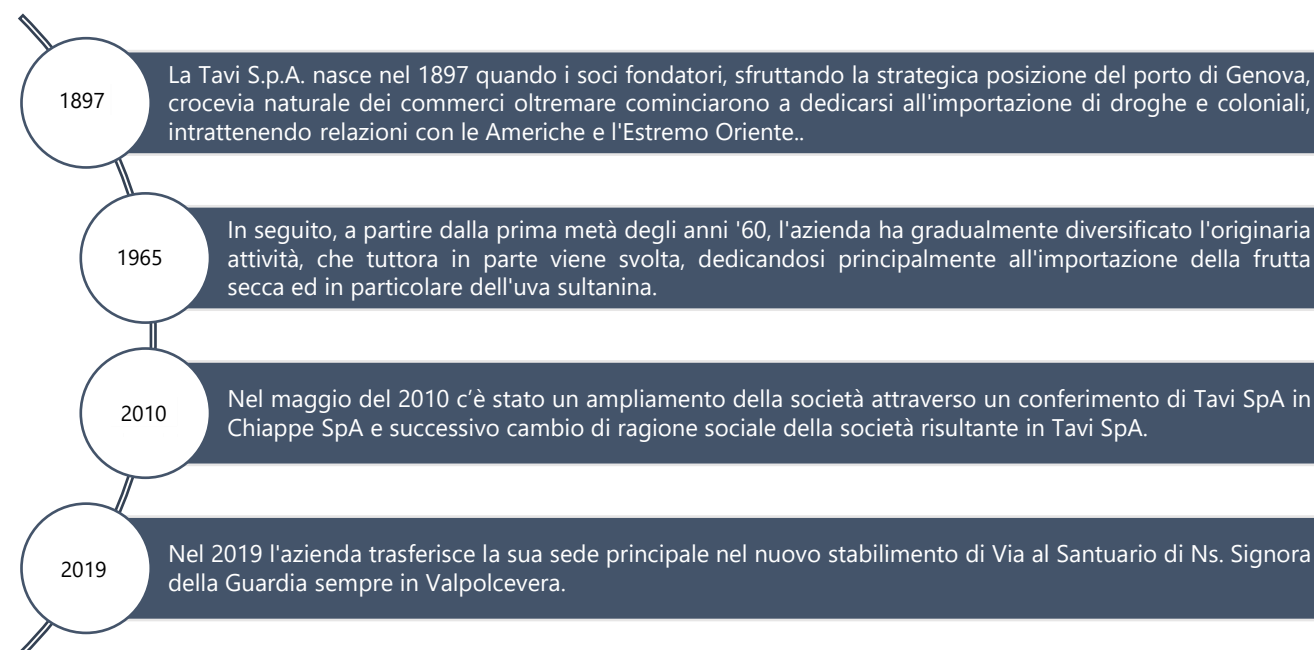 1897
La Tavi S.p.A. nasce nel 1897 quando i soci fondatori, sfruttando la strategica posizione del porto di Genova,
crocevia naturale dei commerci oltremare cominciarono a dedicarsi all'importazione di droghe e coloniali,
intrattenendo relazioni con le Americhe e l'Estremo Oriente..
1965
In seguito, a partire dalla prima metà degli anni '60, l'azienda ha gradualmente diversificato l'originaria
attività, che tuttora in parte viene svolta, dedicandosi principalmente all'importazione della frutta
secca ed in particolare dell'uva sultanina.
2010
Nel maggio del 2010 c’è stato un ampliamento della società attraverso un conferimento di Tavi SpA in
Chiappe SpA e successivo cambio di ragione sociale della società risultante in Tavi SpA.
2019
Nel 2019 l'azienda trasferisce la sua sede principale nel nuovo stabilimento di Via al Santuario di Ns. Signora
della Guardia sempre in Valpolcevera.